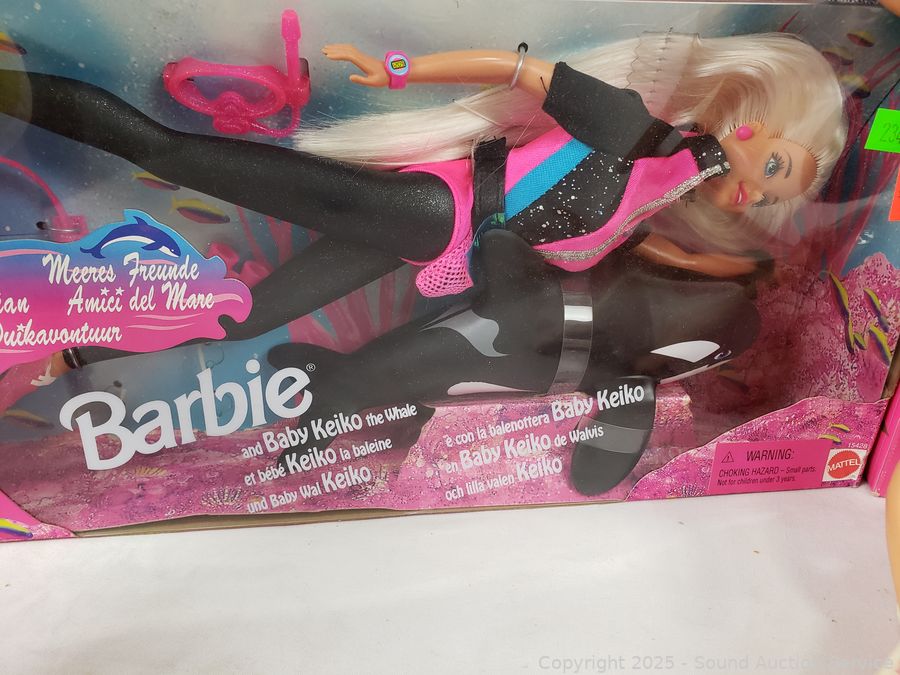 Meeres Freunde
Amici del Mare
Duikavontuur
Barbie®
and Baby Keiko the Whale
et bébé Keiko la baleine
und Baby Wal Keiko
e con la balenottera Baby Keiko
en Baby Keiko de Walvis
och lilla valen Keiko
WARNING:
CHOKING HAZARD – Small parts.
Not for children under 3 years.
15428
MATTEL
Copyright 2025 - Sound Auction Service